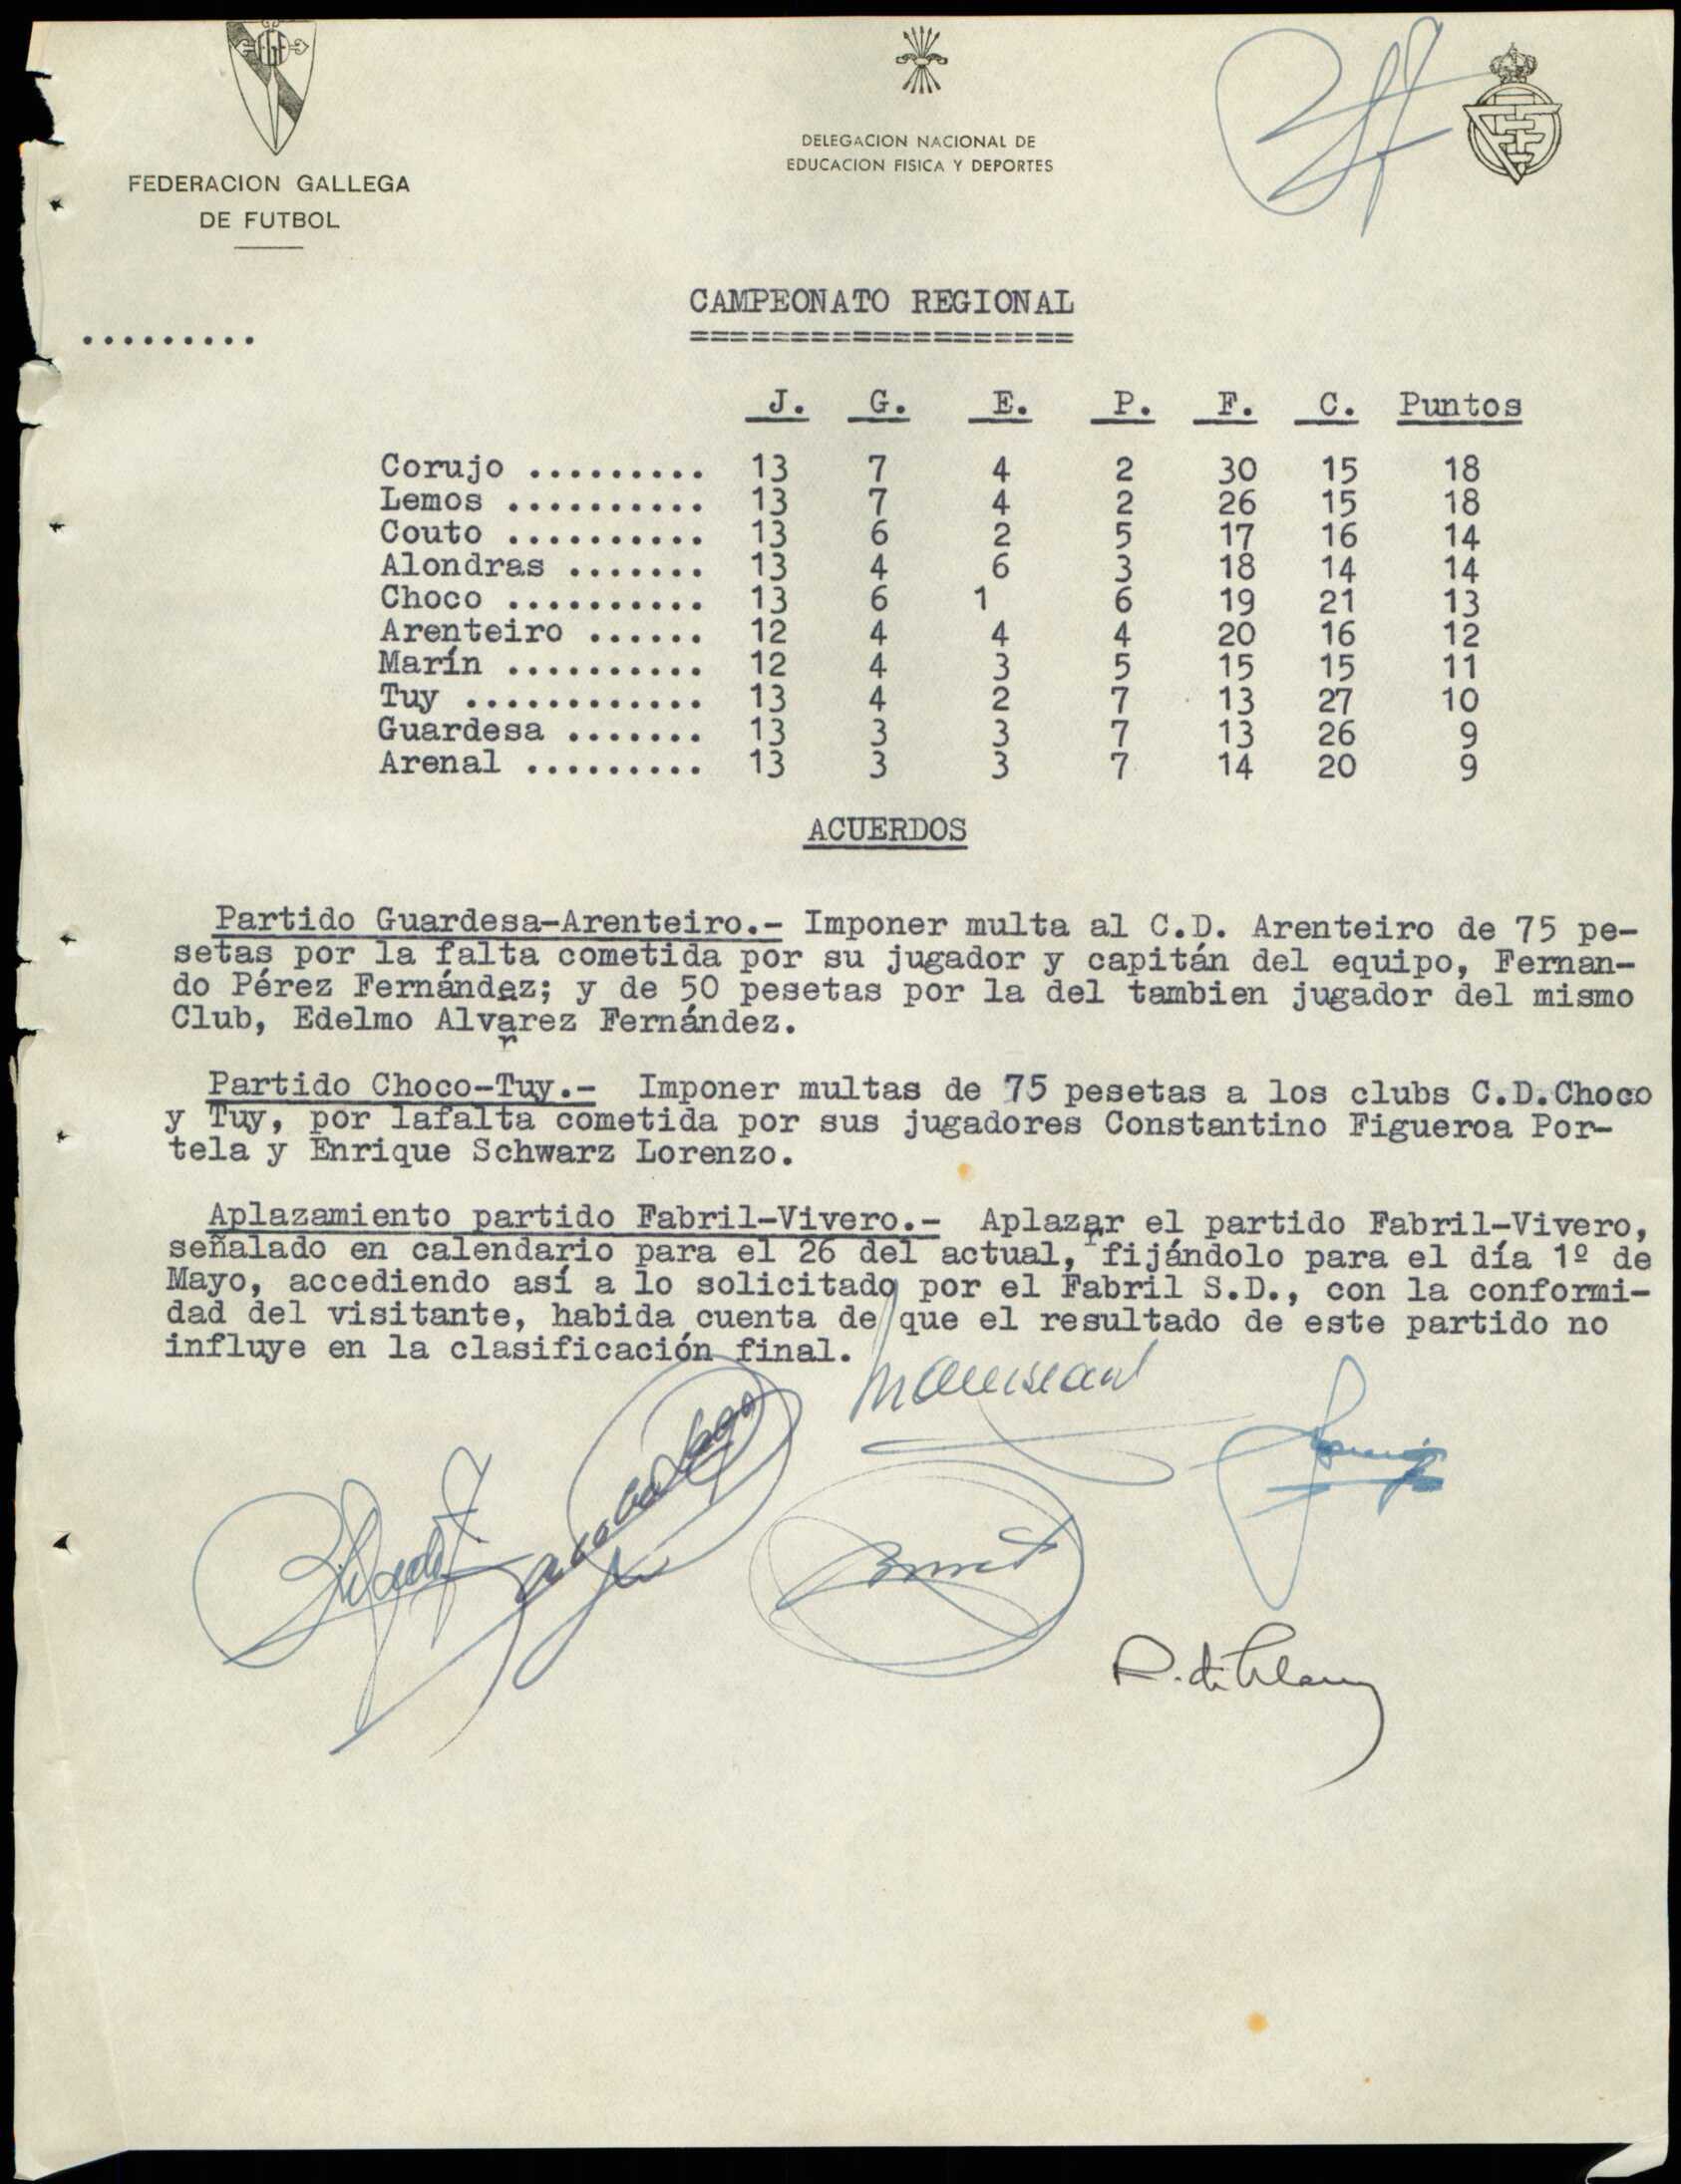 FGF
FEDERACION GALLEGA
DE FUTBOL
DELEGACION NACIONAL DE
EDUCACION FISICA Y DEPORTES
CAMPEONATO REGIONAL
===================
.........
J. G. E. P. F. C. Puntos
Corujo ......... 13 7 4 2 30 15 18
Lemos .......... 13 7 4 2 26 15 18
Couto .......... 13 6 2 5 17 16 14
Alondras ....... 13 4 6 3 18 14 14
Choco .......... 13 6 1 6 19 21 13
Arenteiro ...... 12 4 4 4 20 16 12
Marín .......... 12 4 3 5 15 15 11
Tuy ............ 13 4 2 7 13 27 10
Guardesa ....... 13 3 3 7 13 26 9
Arenal ......... 13 3 3 7 14 20 9
ACUERDOS
Partido Guardesa-Arenteiro.- Imponer multa al C.D. Arenteiro de 75 pe-
setas por la falta cometida por su jugador y capitán del equipo, Fernan-
do Pérez Fernández; y de 50 pesetas por la del tambien jugador del mismo
Club, Edelmo Alvarez Fernández.
Partido Choco-Tuy.- Imponer multas de 75 pesetas a los clubs C.D.Choco
y Tuy, por lafalta cometida por sus jugadores Constantino Figueroa Por-
tela y Enrique Schwarz Lorenzo.
Aplazamiento partido Fabril-Vivero.- Aplazar el partido Fabril-Vivero,
señalado en calendario para el 26 del actual, fijándolo para el día 1º de
Mayo, accediendo así a lo solicitado por el Fabril S.D., con la conformi-
dad del visitante, habida cuenta de que el resultado de este partido no
influye en la clasificación final.